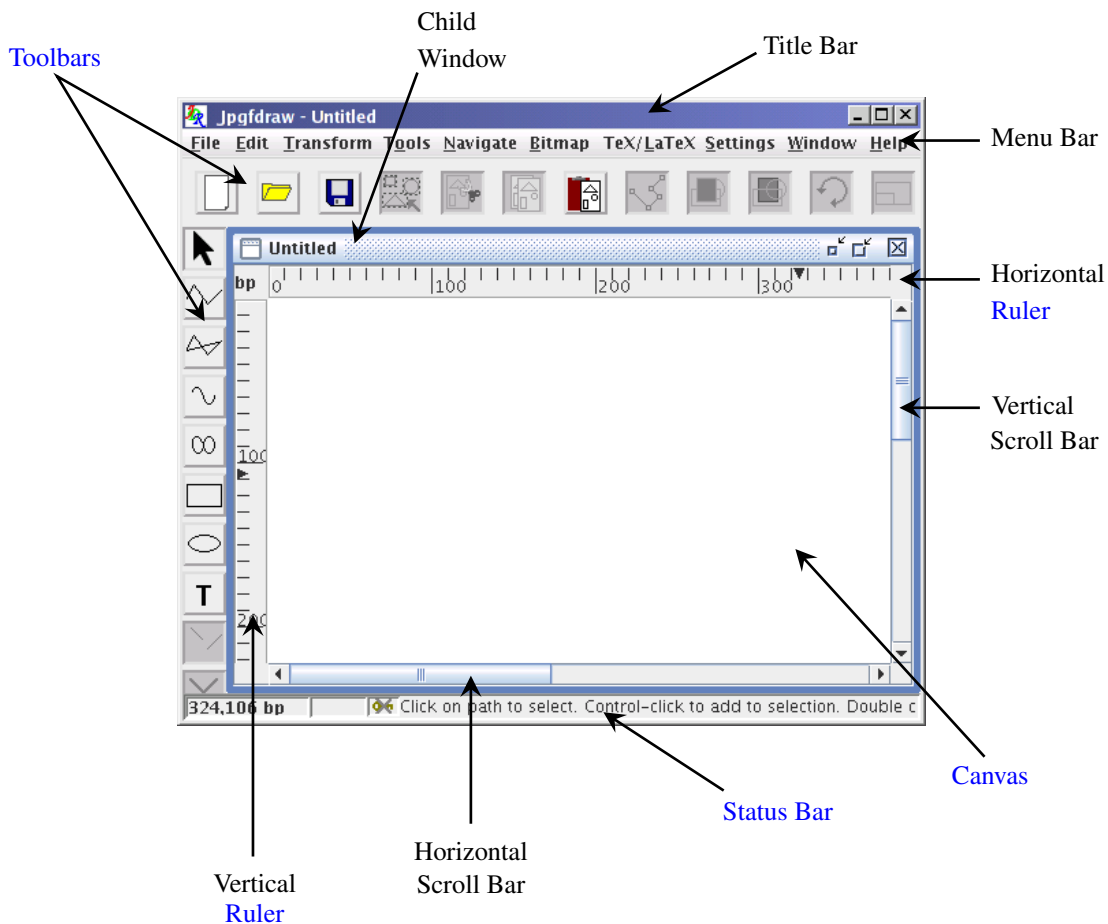 Child
Window
Title Bar
Toolbars
Jpgfdraw - Untitled
File Edit Transform Tools Navigate Bitmap TeX/LaTeX Settings Window Help
Menu Bar
Untitled
bp 0 100 200 300
Horizontal
Ruler
Vertical
Scroll Bar
100
T
200
324,106 bp Click on path to select. Control-click to add to selection. Double c
Canvas
Status Bar
Horizontal
Scroll Bar
Vertical
Ruler